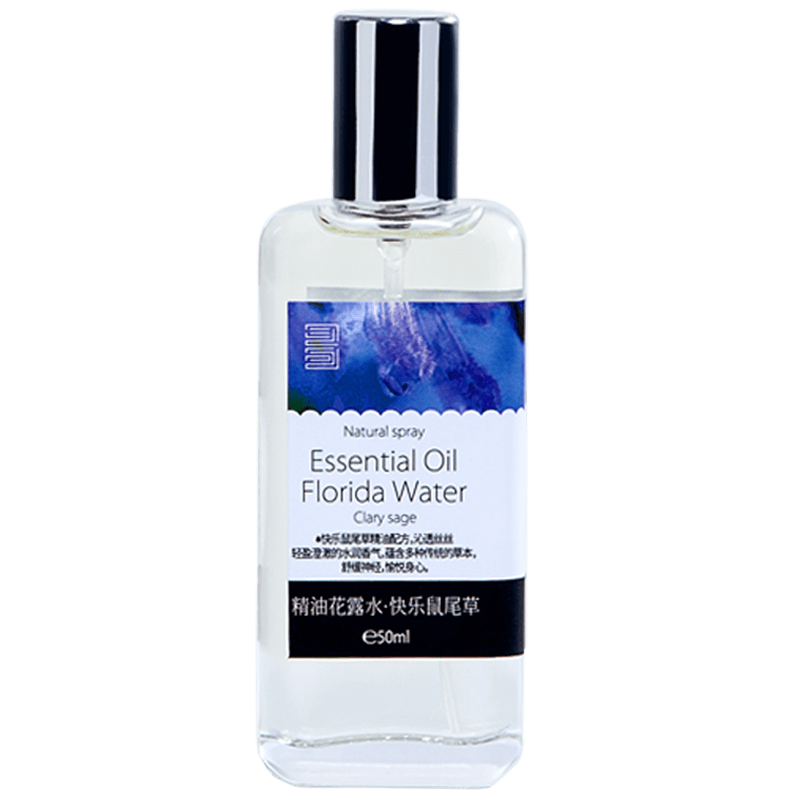 Natural spray
Essential Oil
Florida Water
Clary sage
*快乐鼠尾草精油配方,沁透丝丝
轻盈澄澈的水润香气,蕴含多种传统的草本,
舒缓神经,愉悦身心。
精油花露水·快乐鼠尾草
℮50ml